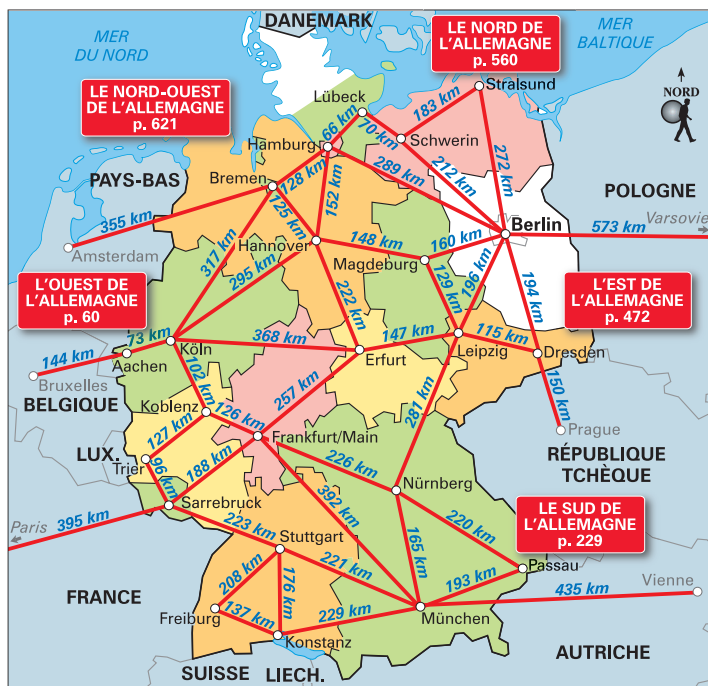 DANEMARK
MER
DU NORD
MER
BALTIQUE
LE NORD DE
L'ALLEMAGNE
p. 560
LE NORD-OUEST
DE L'ALLEMAGNE
p. 621
NORD
Stralsund
Lübeck
183 km
66 km
70 km
Schwerin
Hamburg
128 km
152 km
289 km
212 km
272 km
PAYS-BAS
Bremen
125 km
POLOGNE
355 km
Amsterdam
Hannover
148 km
160 km
Berlin
573 km
Varsovie
Magdeburg
317 km
295 km
129 km
196 km
194 km
L'OUEST DE
L'ALLEMAGNE
p. 60
L'EST DE
L'ALLEMAGNE
p. 472
222 km
73 km
Köln
368 km
147 km
115 km
144 km
Aachen
Erfurt
Leipzig
Dresden
Bruxelles
BELGIQUE
102 km
257 km
281 km
150 km
Koblenz
126 km
127 km
Frankfurt/Main
Prague
LUX.
Trier
96 km
188 km
226 km
RÉPUBLIQUE
TCHÈQUE
Nürnberg
392 km
Sarrebruck
Paris
395 km
223 km
220 km
LE SUD DE
L'ALLEMAGNE
p. 229
Stuttgart
165 km
221 km
Passau
208 km
176 km
193 km
435 km
Vienne
FRANCE
Freiburg
137 km
229 km
München
Konstanz
AUTRICHE
SUISSE
LIECH.